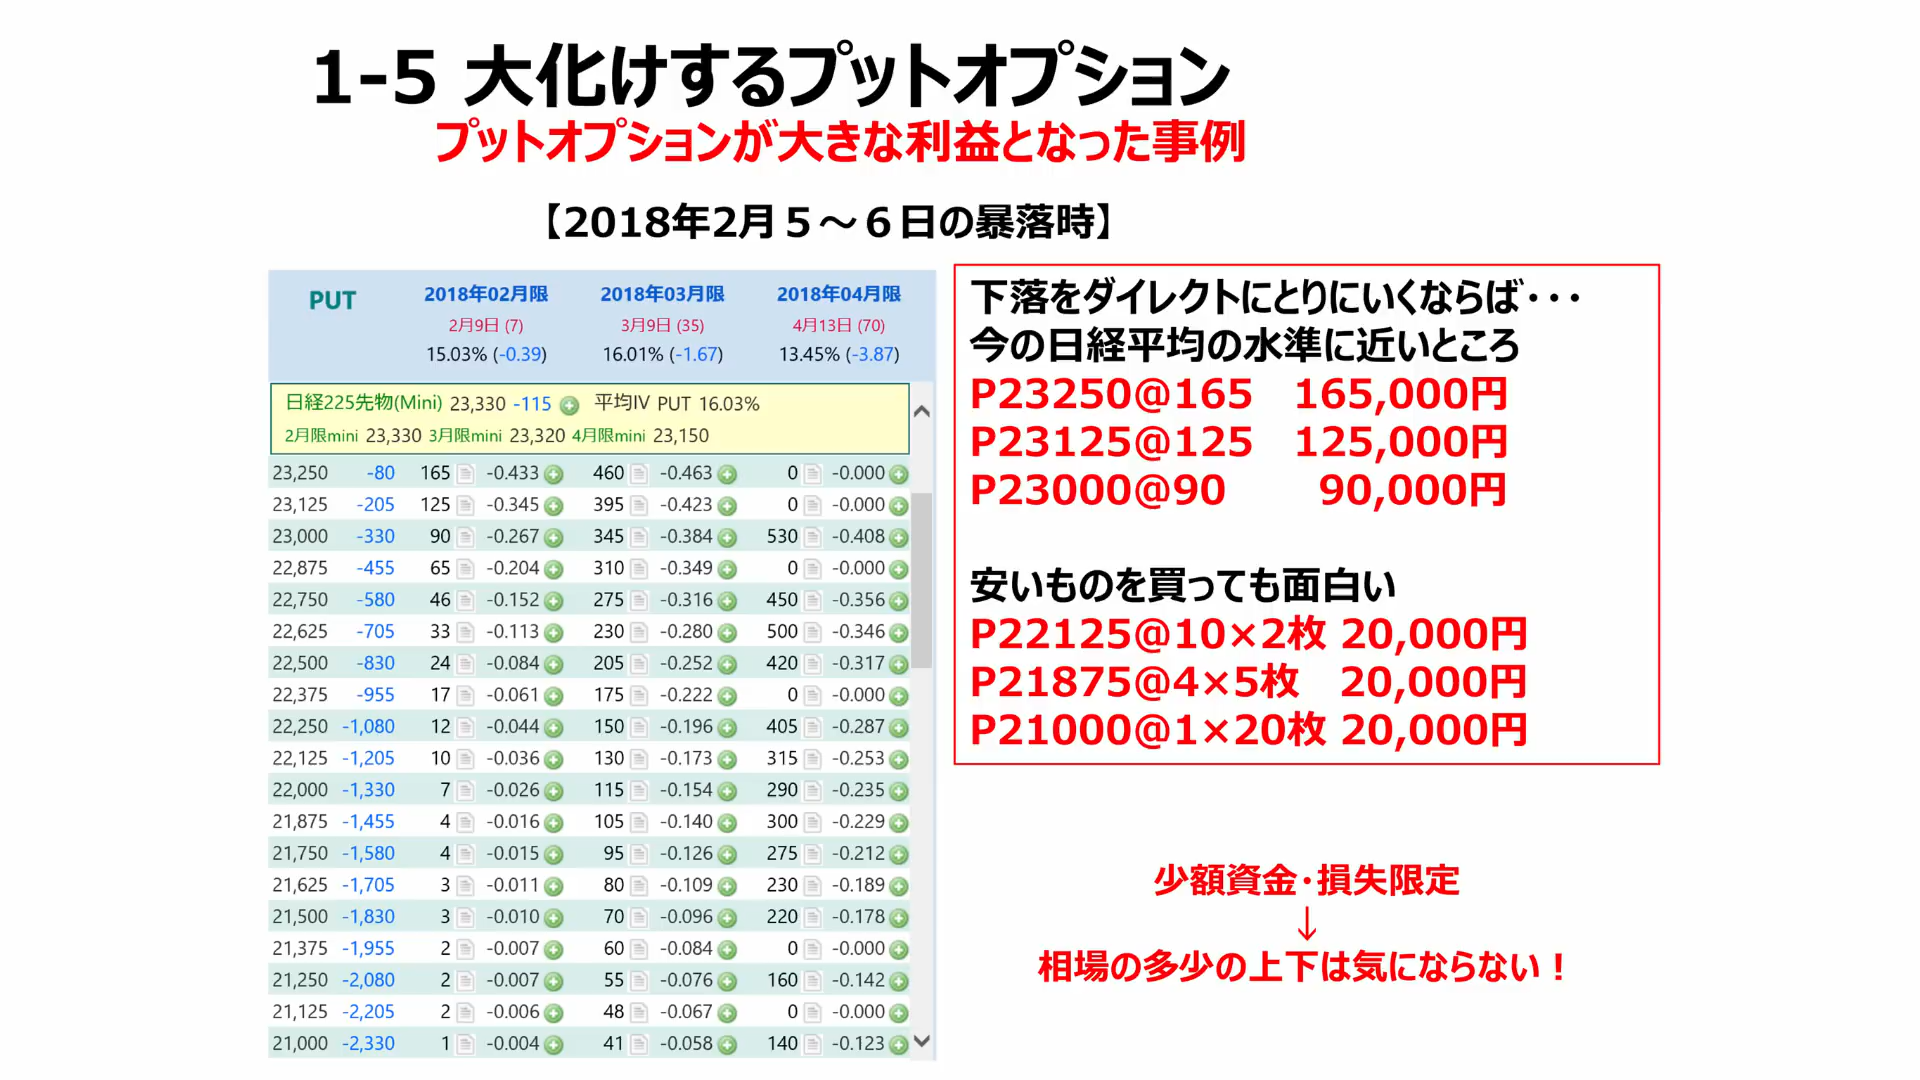 1-5 大化けするプットオプション
プットオプションが大きな利益となった事例
【2018年2月５～６日の暴落時】
PUT 2018年02月限 2018年03月限 2018年04月限
2月9日 (7) 3月9日 (35) 4月13日 (70)
15.03% (-0.39) 16.01% (-1.67) 13.45% (-3.87)
日経225先物(Mini) 23,330 -115 平均IV PUT 16.03%
2月限mini 23,330 3月限mini 23,320 4月限mini 23,150
23,250 -80 165 -0.433 460 -0.463 0 -0.000
23,125 -205 125 -0.345 395 -0.423 0 -0.000
23,000 -330 90 -0.267 345 -0.384 530 -0.408
22,875 -455 65 -0.204 310 -0.349 0 -0.000
22,750 -580 46 -0.152 275 -0.316 450 -0.356
22,625 -705 33 -0.113 230 -0.280 500 -0.346
22,500 -830 24 -0.084 205 -0.252 420 -0.317
22,375 -955 17 -0.061 175 -0.222 0 -0.000
22,250 -1,080 12 -0.044 150 -0.196 405 -0.287
22,125 -1,205 10 -0.036 130 -0.173 315 -0.253
22,000 -1,330 7 -0.026 115 -0.154 290 -0.235
21,875 -1,455 4 -0.016 105 -0.140 300 -0.229
21,750 -1,580 4 -0.015 95 -0.126 275 -0.212
21,625 -1,705 3 -0.011 80 -0.109 230 -0.189
21,500 -1,830 3 -0.010 70 -0.096 220 -0.178
21,375 -1,955 2 -0.007 60 -0.084 0 -0.000
21,250 -2,080 2 -0.007 55 -0.076 160 -0.142
21,125 -2,205 2 -0.006 48 -0.067 0 -0.000
21,000 -2,330 1 -0.004 41 -0.058 140 -0.123
下落をダイレクトにとりにいくならば・・・
今の日経平均の水準に近いところ
P23250@165 165,000円
P23125@125 125,000円
P23000@90 90,000円
安いものを買っても面白い
P22125@10×2枚 20,000円
P21875@4×5枚 20,000円
P21000@1×20枚 20,000円
少額資金・損失限定
↓
相場の多少の上下は気にならない！